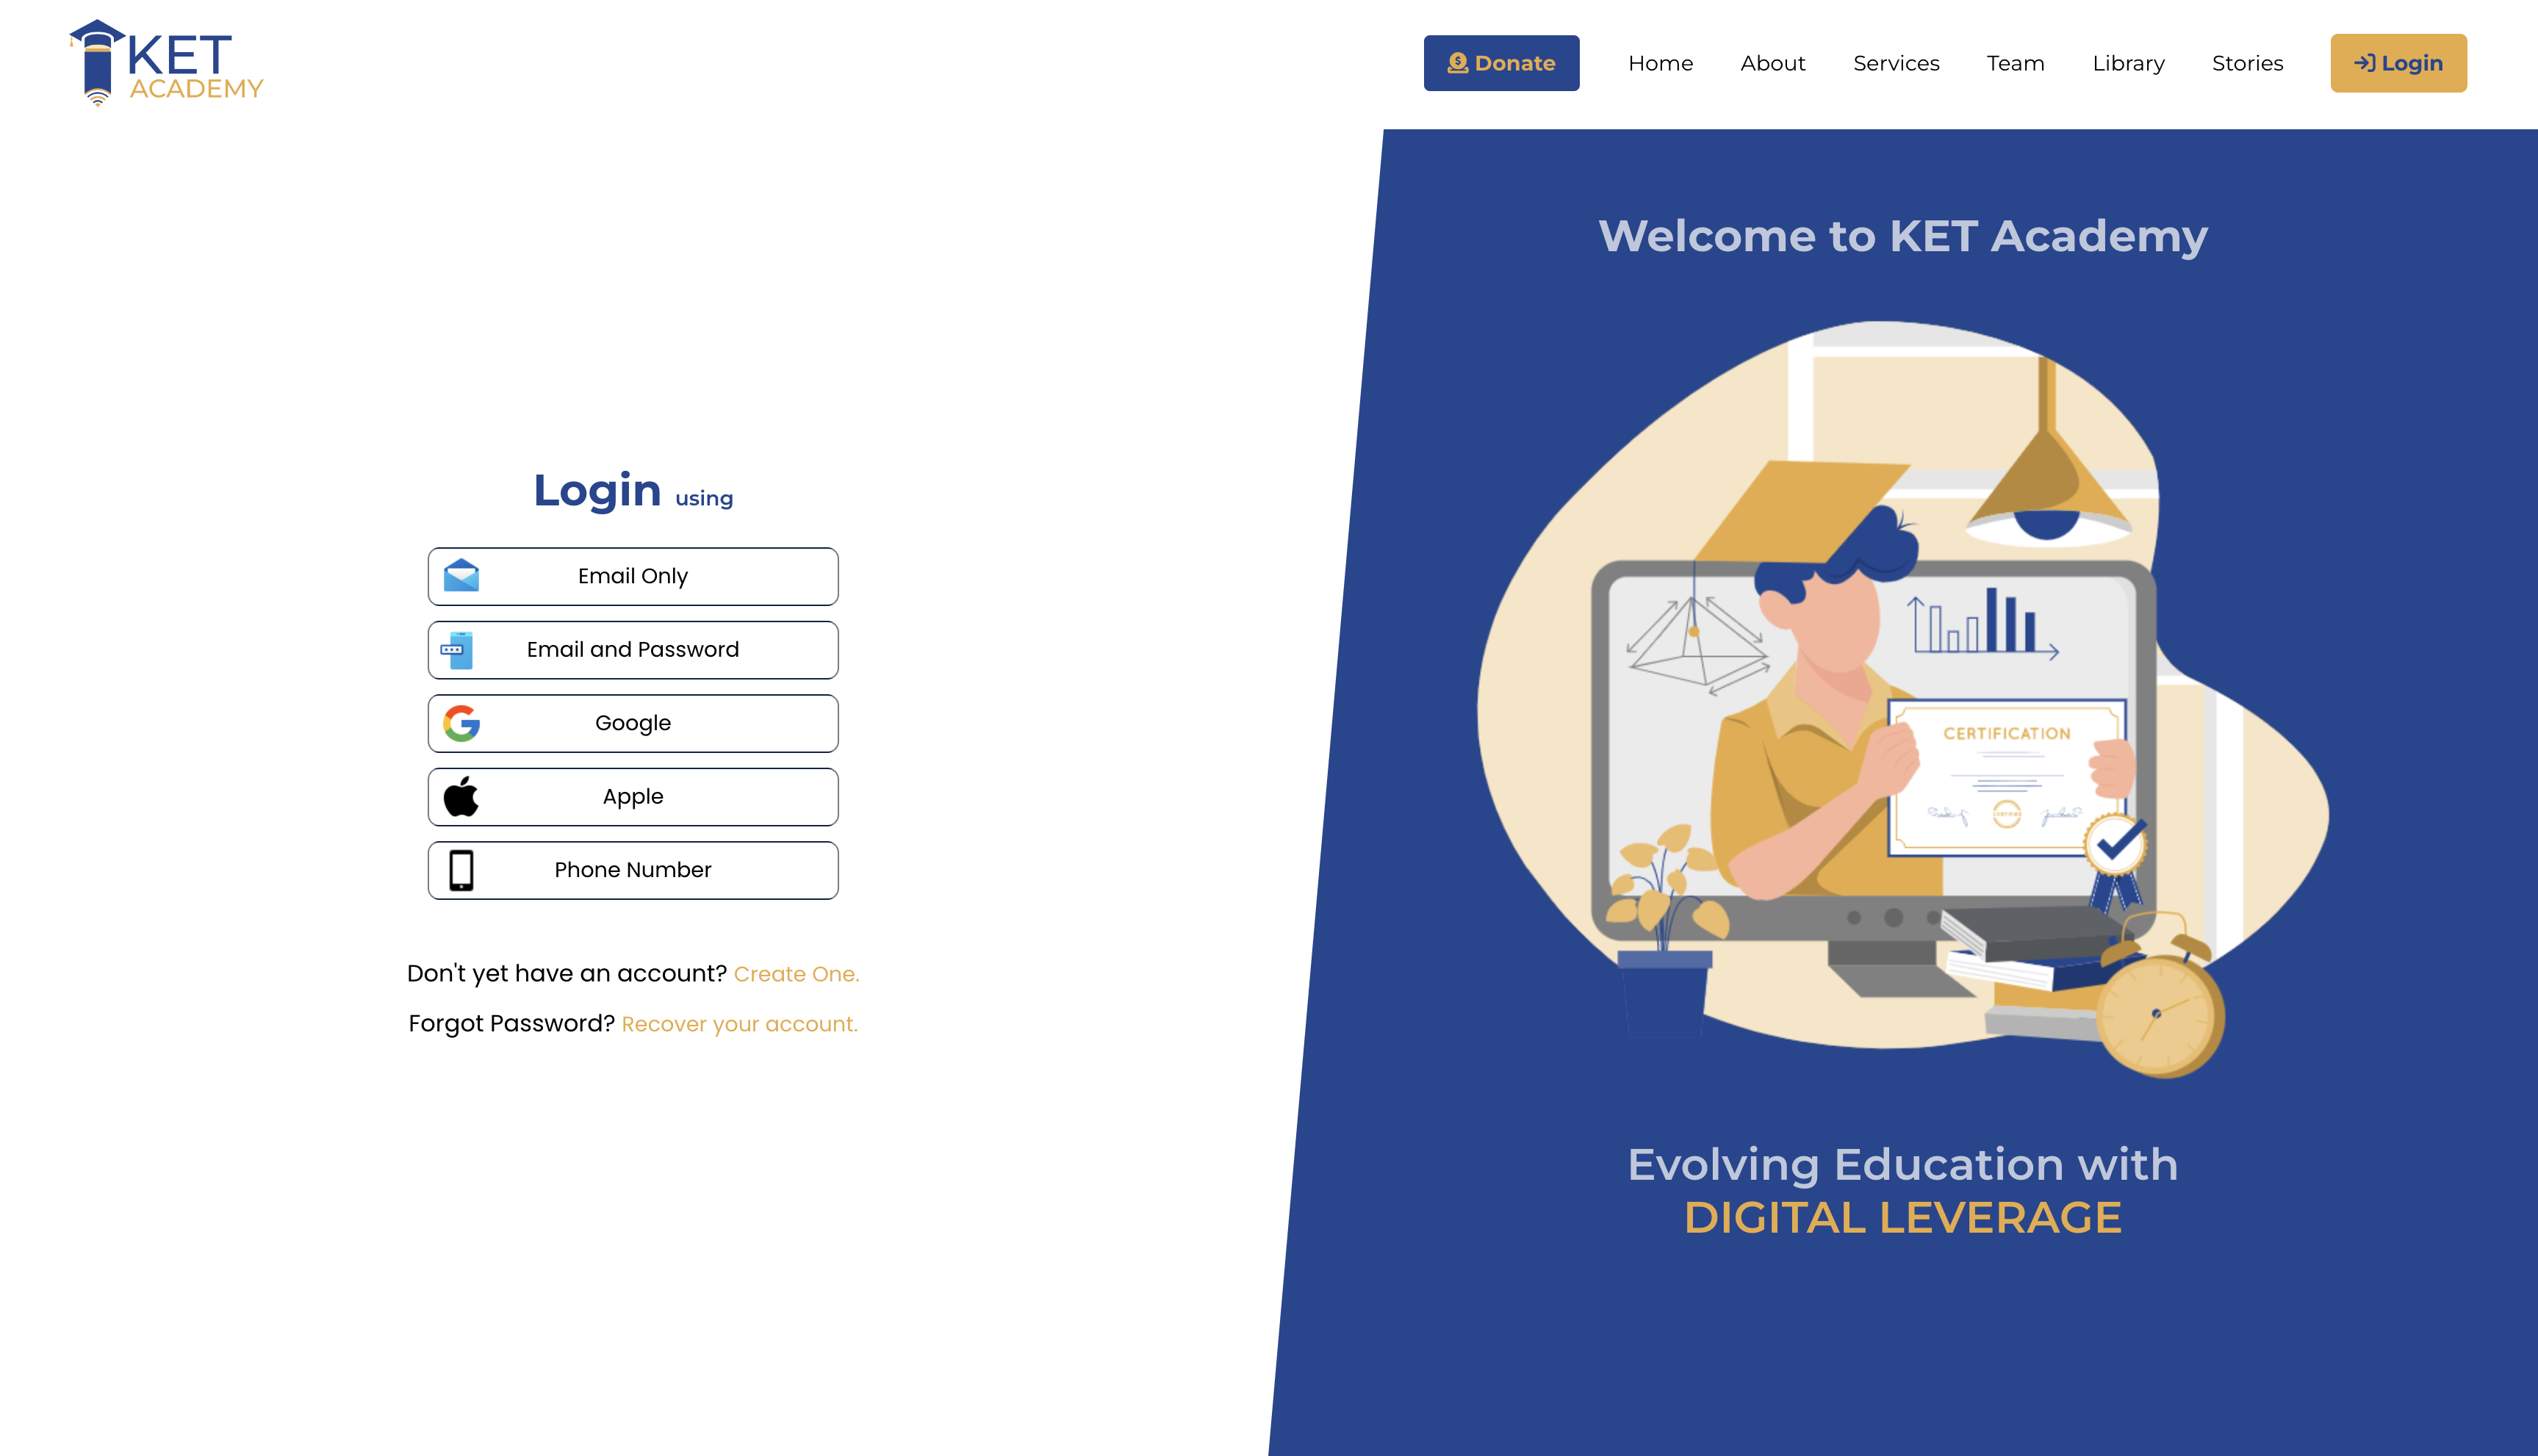 KET
ACADEMY
Donate
Home
About
Services
Team
Library
Stories
Login
Welcome to KET Academy
Login using
Email Only
Email and Password
Google
Apple
Phone Number
Don't yet have an account? Create One.
Forgot Password? Recover your account.
CERTIFICATION
Evolving Education with
DIGITAL LEVERAGE